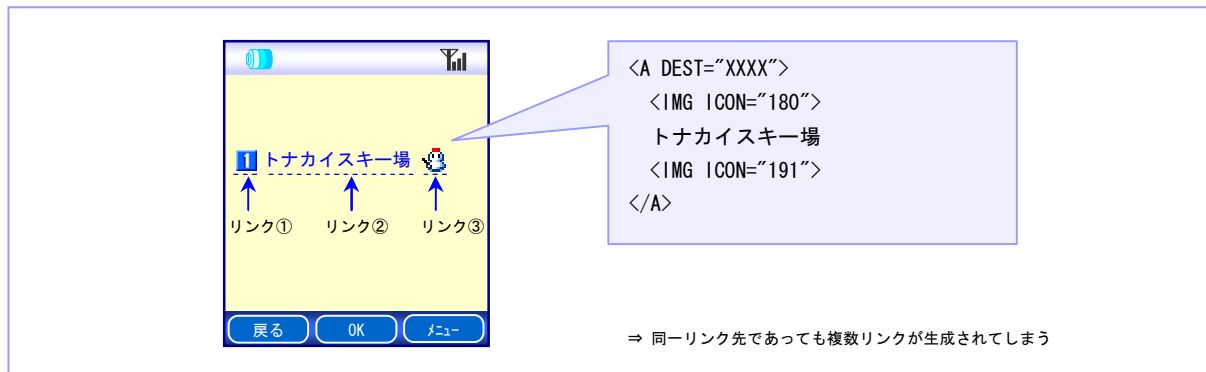 1 トナカイスキー場
リンク① リンク② リンク③
戻る OK メニュー
<A DEST="XXXX">
<IMG ICON="180">
トナカイスキー場
<IMG ICON="191">
</A>
⇒ 同一リンク先であっても複数リンクが生成されてしまう